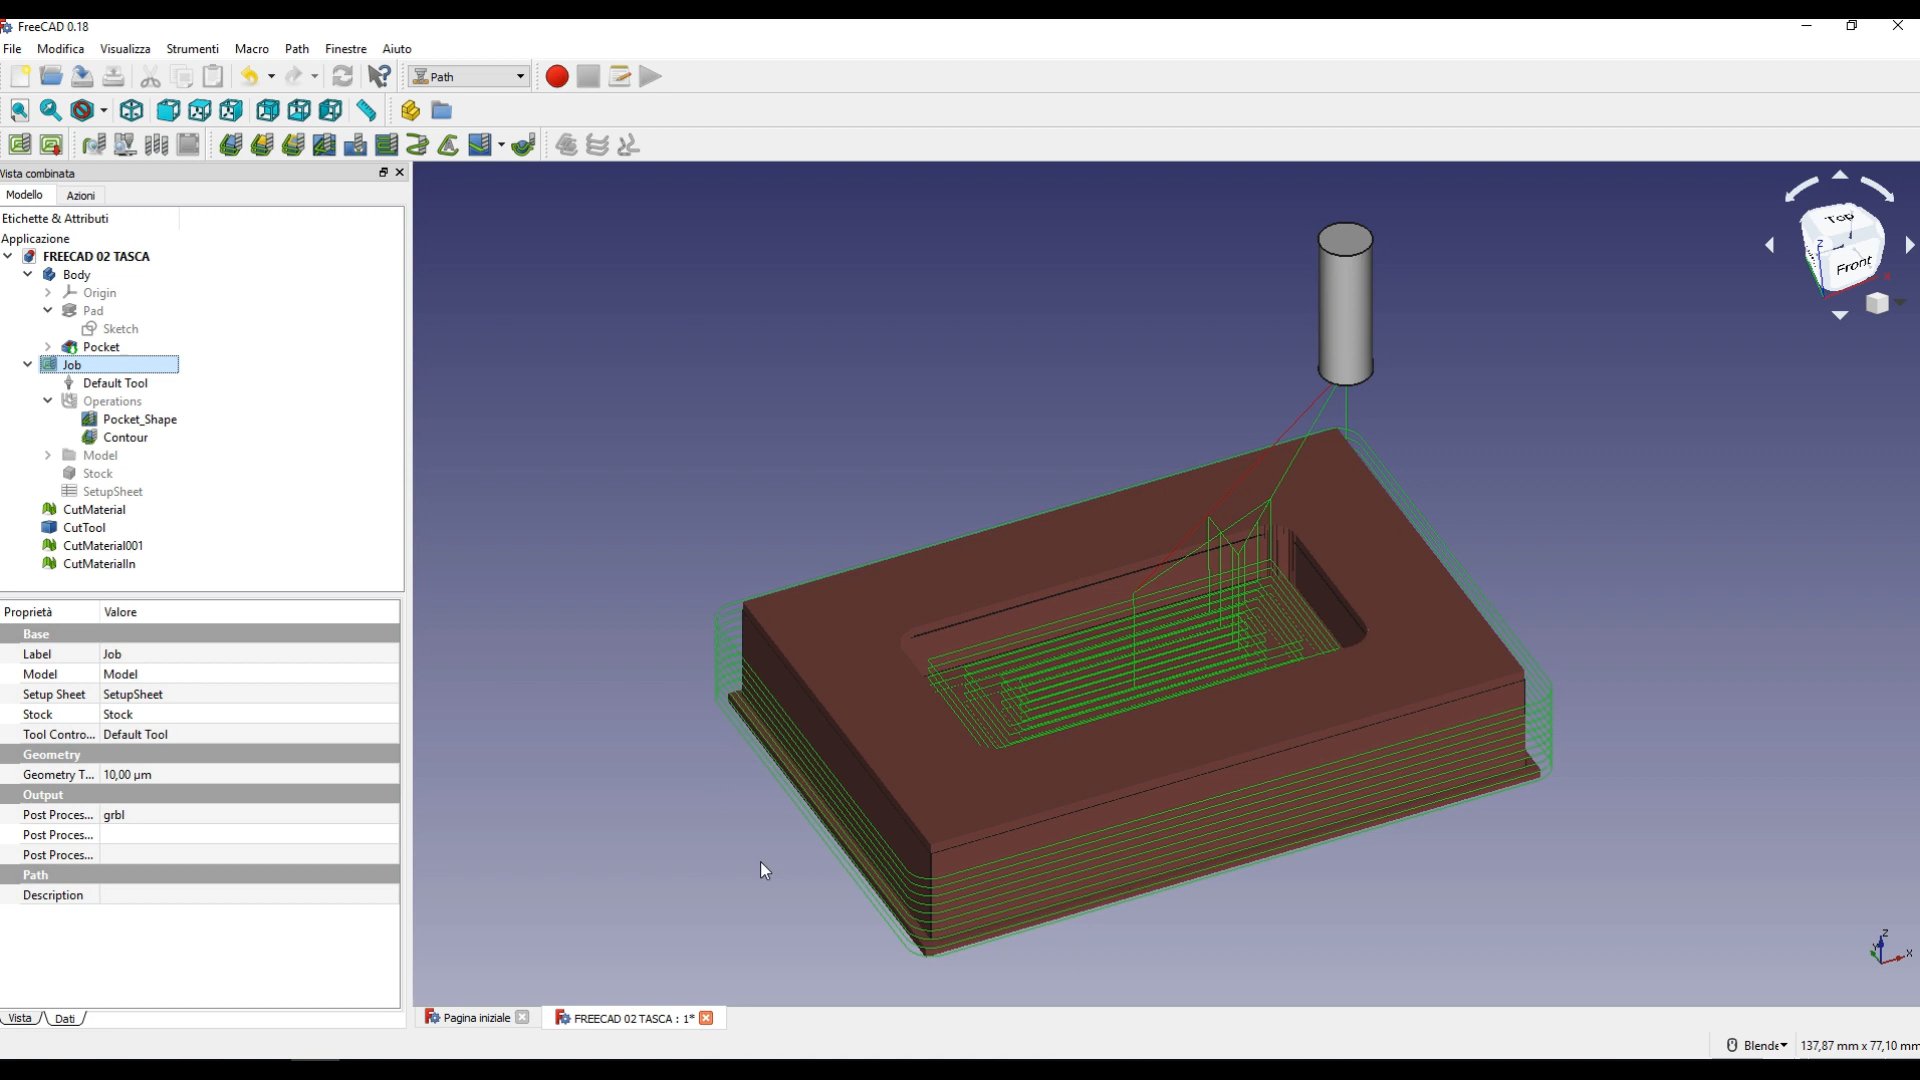 FreeCAD 0.18
File Modifica Visualizza Strumenti Macro Path Finestre Aiuto
Path
Vista combinata
Modello Azioni
Etichette & Attributi
Applicazione
FREECAD 02 TASCA
Body
Origin
Pad
Sketch
Pocket
Job
Default Tool
Operations
Pocket_Shape
Contour
Model
Stock
SetupSheet
CutMaterial
CutTool
CutMaterial001
CutMaterialIn
Proprietà Valore
Base
Label Job
Model Model
Setup Sheet SetupSheet
Stock Stock
Tool Contro... Default Tool
Geometry
Geometry T... 10,00 µm
Output
Post Proces... grbl
Post Proces...
Post Proces...
Path
Description
Vista Dati
Top
Front
Z
X
Z
Y
X
Pagina iniziale FREECAD 02 TASCA : 1*
Blende 137,87 mm x 77,10 mm